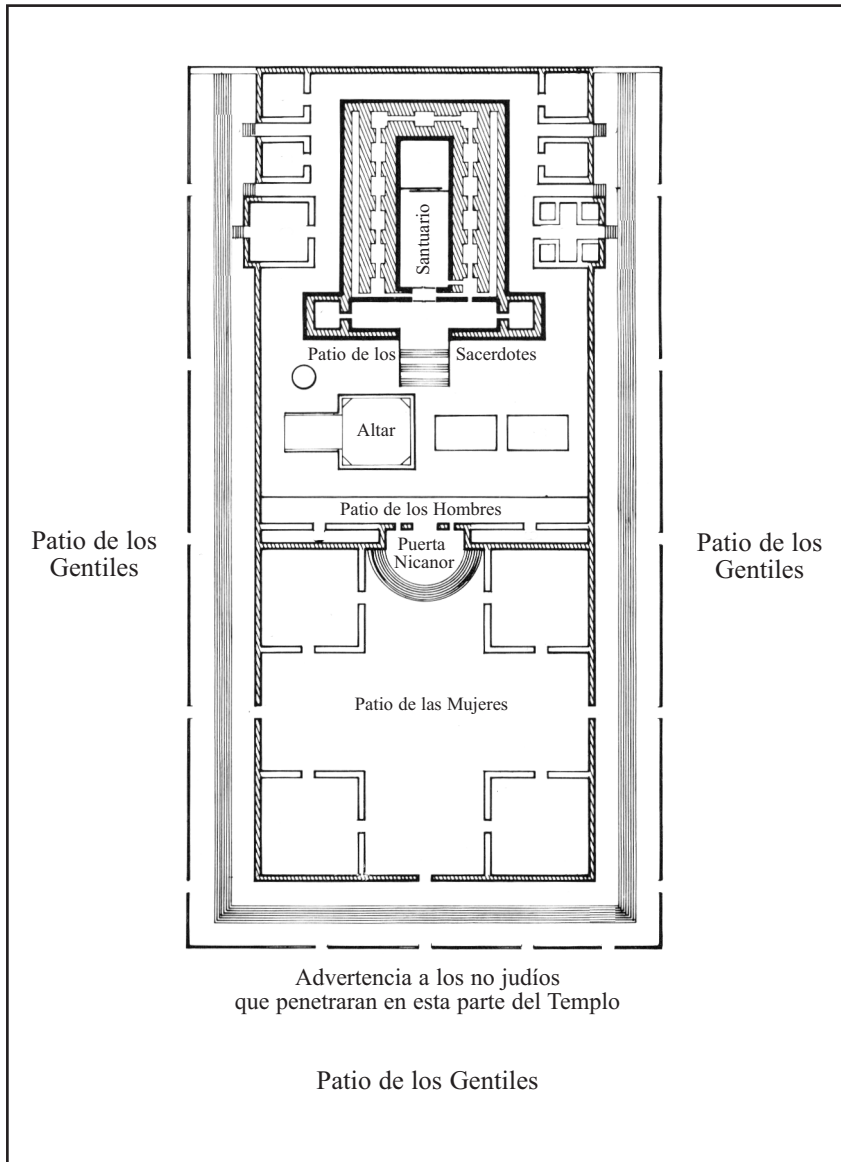 Santuario
Patio de los Sacerdotes
Altar
Patio de los Hombres
Puerta
Nicanor
Patio de los
Gentiles
Patio de los
Gentiles
Patio de las Mujeres
Advertencia a los no judíos
que penetraran en esta parte del Templo
Patio de los Gentiles